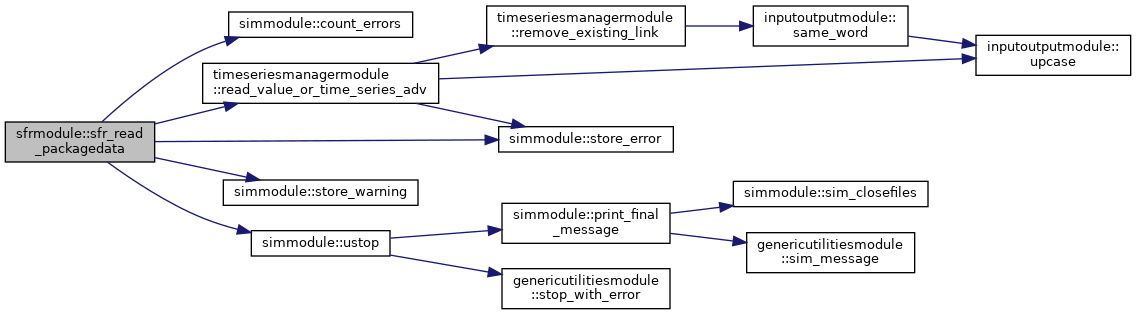 sfrmodule::sfr_read
_packagedata
simmodule::count_errors
timeseriesmanagermodule
::read_value_or_time_series_adv
timeseriesmanagermodule
::remove_existing_link
inputoutputmodule::
same_word
inputoutputmodule::
upcase
simmodule::store_error
simmodule::store_warning
simmodule::ustop
simmodule::print_final
_message
simmodule::sim_closefiles
genericutilitiesmodule
::sim_message
genericutilitiesmodule
::stop_with_error